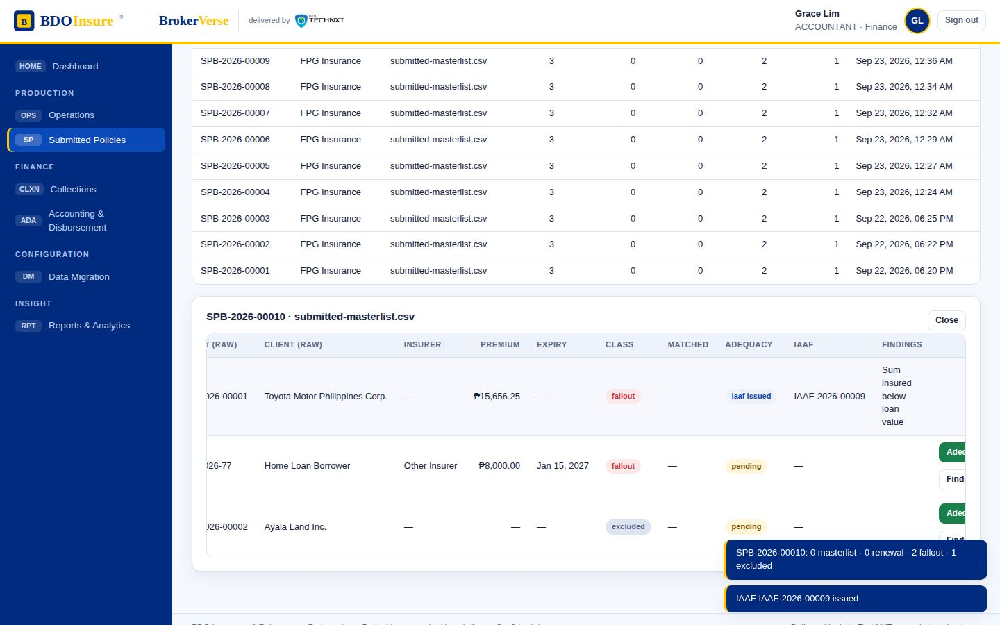 B BDOInsure ® BrokerVerse delivered by TECHNXT
Grace Lim
ACCOUNTANT · Finance
GL
Sign out
HOME Dashboard
PRODUCTION
OPS Operations
SP Submitted Policies
FINANCE
CLXN Collections
ADA Accounting & Disbursement
CONFIGURATION
DM Data Migration
INSIGHT
RPT Reports & Analytics
SPB-2026-00009 FPG Insurance submitted-masterlist.csv 3 0 0 2 1 Sep 23, 2026, 12:36 AM
SPB-2026-00008 FPG Insurance submitted-masterlist.csv 3 0 0 2 1 Sep 23, 2026, 12:34 AM
SPB-2026-00007 FPG Insurance submitted-masterlist.csv 3 0 0 2 1 Sep 23, 2026, 12:32 AM
SPB-2026-00006 FPG Insurance submitted-masterlist.csv 3 0 0 2 1 Sep 23, 2026, 12:29 AM
SPB-2026-00005 FPG Insurance submitted-masterlist.csv 3 0 0 2 1 Sep 23, 2026, 12:27 AM
SPB-2026-00004 FPG Insurance submitted-masterlist.csv 3 0 0 2 1 Sep 23, 2026, 12:24 AM
SPB-2026-00003 FPG Insurance submitted-masterlist.csv 3 0 0 2 1 Sep 22, 2026, 06:25 PM
SPB-2026-00002 FPG Insurance submitted-masterlist.csv 3 0 0 2 1 Sep 22, 2026, 06:22 PM
SPB-2026-00001 FPG Insurance submitted-masterlist.csv 3 0 0 2 1 Sep 22, 2026, 06:20 PM
SPB-2026-00010 · submitted-masterlist.csv
Close
(RAW) CLIENT (RAW) INSURER PREMIUM EXPIRY CLASS MATCHED ADEQUACY IAAF FINDINGS
026-00001 Toyota Motor Philippines Corp. — ₱15,656.25 — fallout — iaaf issued IAAF-2026-00009 Sum insured below loan value
026-77 Home Loan Borrower Other Insurer ₱8,000.00 Jan 15, 2027 fallout — pending —
026-00002 Ayala Land Inc. — — — excluded — pending —
SPB-2026-00010: 0 masterlist · 0 renewal · 2 fallout · 1
excluded
IAAF IAAF-2026-00009 issued